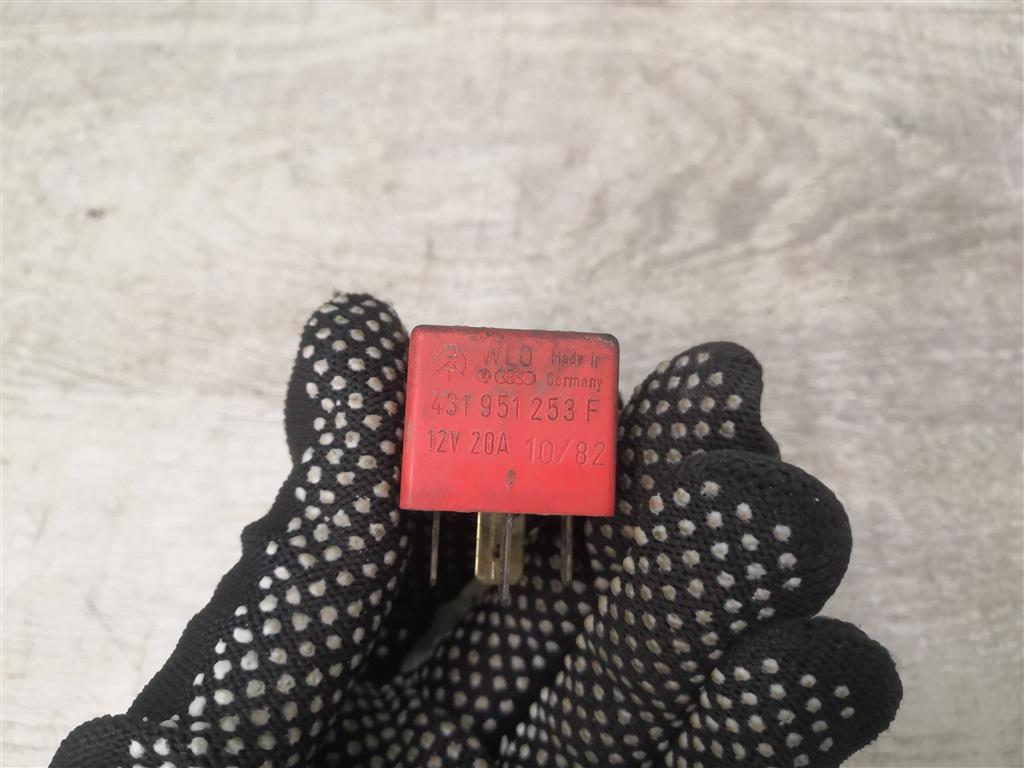 WLO Made in
Germany
431 951 253 F
12V 20A 10/82